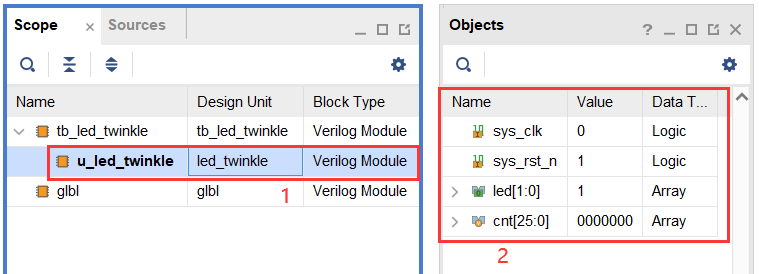 Scope × Sources
Name Design Unit Block Type
tb_led_twinkle tb_led_twinkle Verilog Module
u_led_twinkle led_twinkle Verilog Module
glbl glbl Verilog Module
1
Objects
Name Value Data T...
sys_clk 0 Logic
sys_rst_n 1 Logic
led[1:0] 1 Array
cnt[25:0] 0000000 Array
2